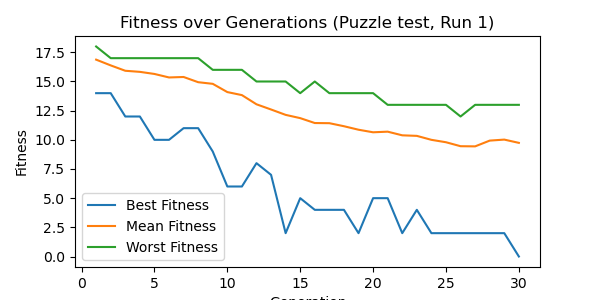 Fitness over Generations (Puzzle test, Run 1)
Fitness
17.5
15.0
12.5
10.0
7.5
5.0
2.5
0.0
Best Fitness
Mean Fitness
Worst Fitness
0 5 10 15 20 25 30
Generation